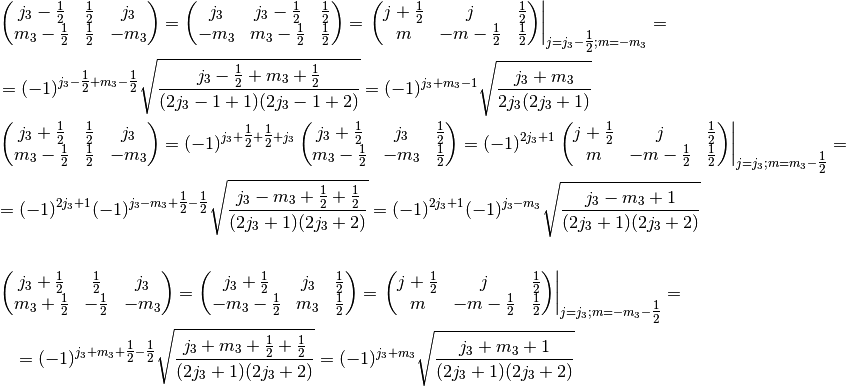 \begin{pmatrix} j_3-\frac{1}{2} & \frac{1}{2} & j_3 \\ m_3-\frac{1}{2} & \frac{1}{2} & -m_3 \end{pmatrix} = \begin{pmatrix} j_3 & j_3-\frac{1}{2} & \frac{1}{2} \\ -m_3 & m_3-\frac{1}{2} & \frac{1}{2} \end{pmatrix} = \left.\begin{pmatrix} j+\frac{1}{2} & j & \frac{1}{2} \\ m & -m-\frac{1}{2} & \frac{1}{2} \end{pmatrix}\right|_{j=j_3-\frac{1}{2};m=-m_3} =
= (-1)^{j_3-\frac{1}{2}+m_3-\frac{1}{2}} \sqrt{\frac{j_3-\frac{1}{2}+m_3+\frac{1}{2}}{(2j_3-1+1)(2j_3-1+2)}} = (-1)^{j_3+m_3-1} \sqrt{\frac{j_3+m_3}{2j_3(2j_3+1)}}
\begin{pmatrix} j_3+\frac{1}{2} & \frac{1}{2} & j_3 \\ m_3-\frac{1}{2} & \frac{1}{2} & -m_3 \end{pmatrix} = (-1)^{j_3+\frac{1}{2}+\frac{1}{2}+j_3} \begin{pmatrix} j_3+\frac{1}{2} & j_3 & \frac{1}{2} \\ m_3-\frac{1}{2} & -m_3 & \frac{1}{2} \end{pmatrix} = (-1)^{2j_3+1} \left.\begin{pmatrix} j+\frac{1}{2} & j & \frac{1}{2} \\ m & -m-\frac{1}{2} & \frac{1}{2} \end{pmatrix}\right|_{j=j_3;m=m_3-\frac{1}{2}} =
= (-1)^{2j_3+1}(-1)^{j_3-m_3+\frac{1}{2}-\frac{1}{2}} \sqrt{\frac{j_3-m_3+\frac{1}{2}+\frac{1}{2}}{(2j_3+1)(2j_3+2)}} = (-1)^{2j_3+1}(-1)^{j_3-m_3} \sqrt{\frac{j_3-m_3+1}{(2j_3+1)(2j_3+2)}}
\begin{pmatrix} j_3+\frac{1}{2} & \frac{1}{2} & j_3 \\ m_3+\frac{1}{2} & -\frac{1}{2} & -m_3 \end{pmatrix} = \begin{pmatrix} j_3+\frac{1}{2} & j_3 & \frac{1}{2} \\ -m_3-\frac{1}{2} & m_3 & \frac{1}{2} \end{pmatrix} = \left.\begin{pmatrix} j+\frac{1}{2} & j & \frac{1}{2} \\ m & -m-\frac{1}{2} & \frac{1}{2} \end{pmatrix}\right|_{j=j_3;m=-m_3-\frac{1}{2}} =
= (-1)^{j_3+m_3+\frac{1}{2}-\frac{1}{2}} \sqrt{\frac{j_3+m_3+\frac{1}{2}+\frac{1}{2}}{(2j_3+1)(2j_3+2)}} = (-1)^{j_3+m_3} \sqrt{\frac{j_3+m_3+1}{(2j_3+1)(2j_3+2)}}